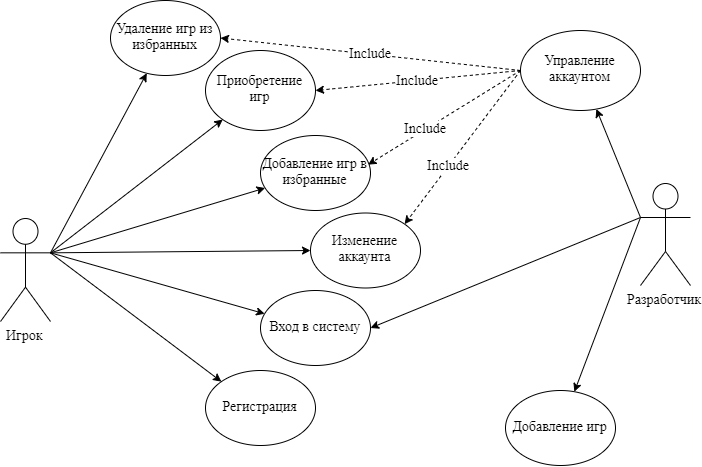 Удаление игр из
избранных
Include
Управление
аккаунтом
Приобретение
игр
Include
Include
Добавление игр в
избранные
Include
Изменение
аккаунта
Разработчик
Игрок
Вход в систему
Регистрация
Добавление игр